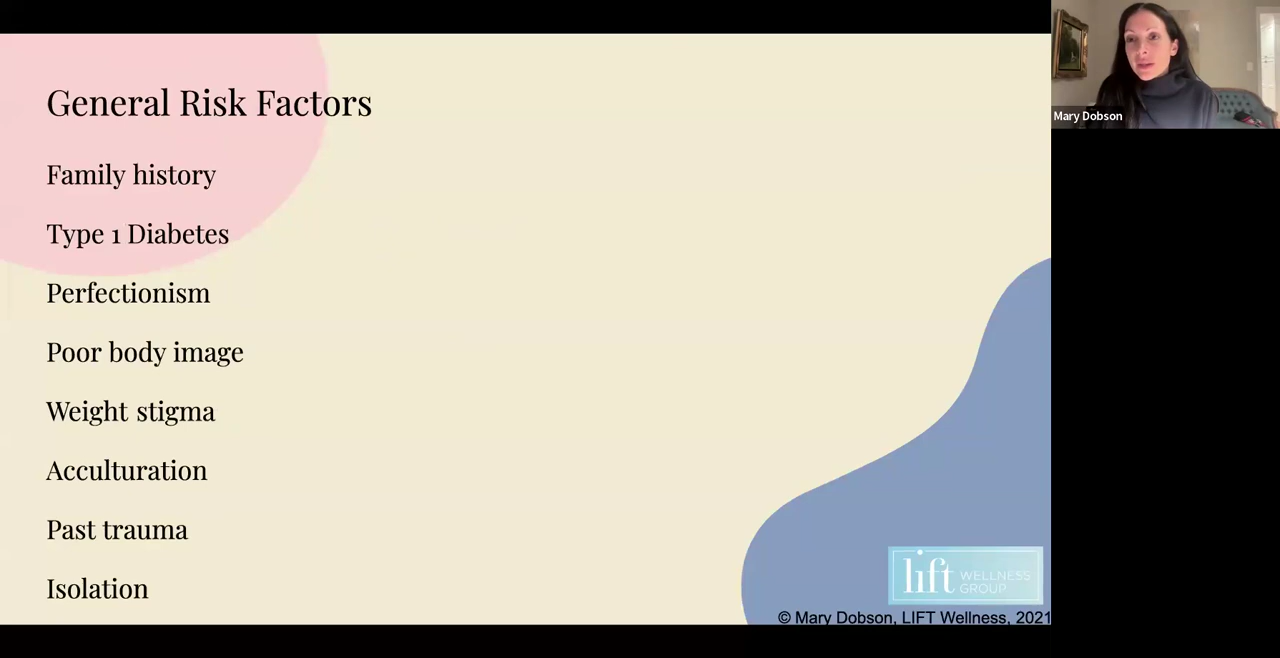 General Risk Factors
Family history
Type 1 Diabetes
Perfectionism
Poor body image
Weight stigma
Acculturation
Past trauma
Isolation
lift WELLNESS
GROUP
© Mary Dobson, LIFT Wellness, 2021
Mary Dobson